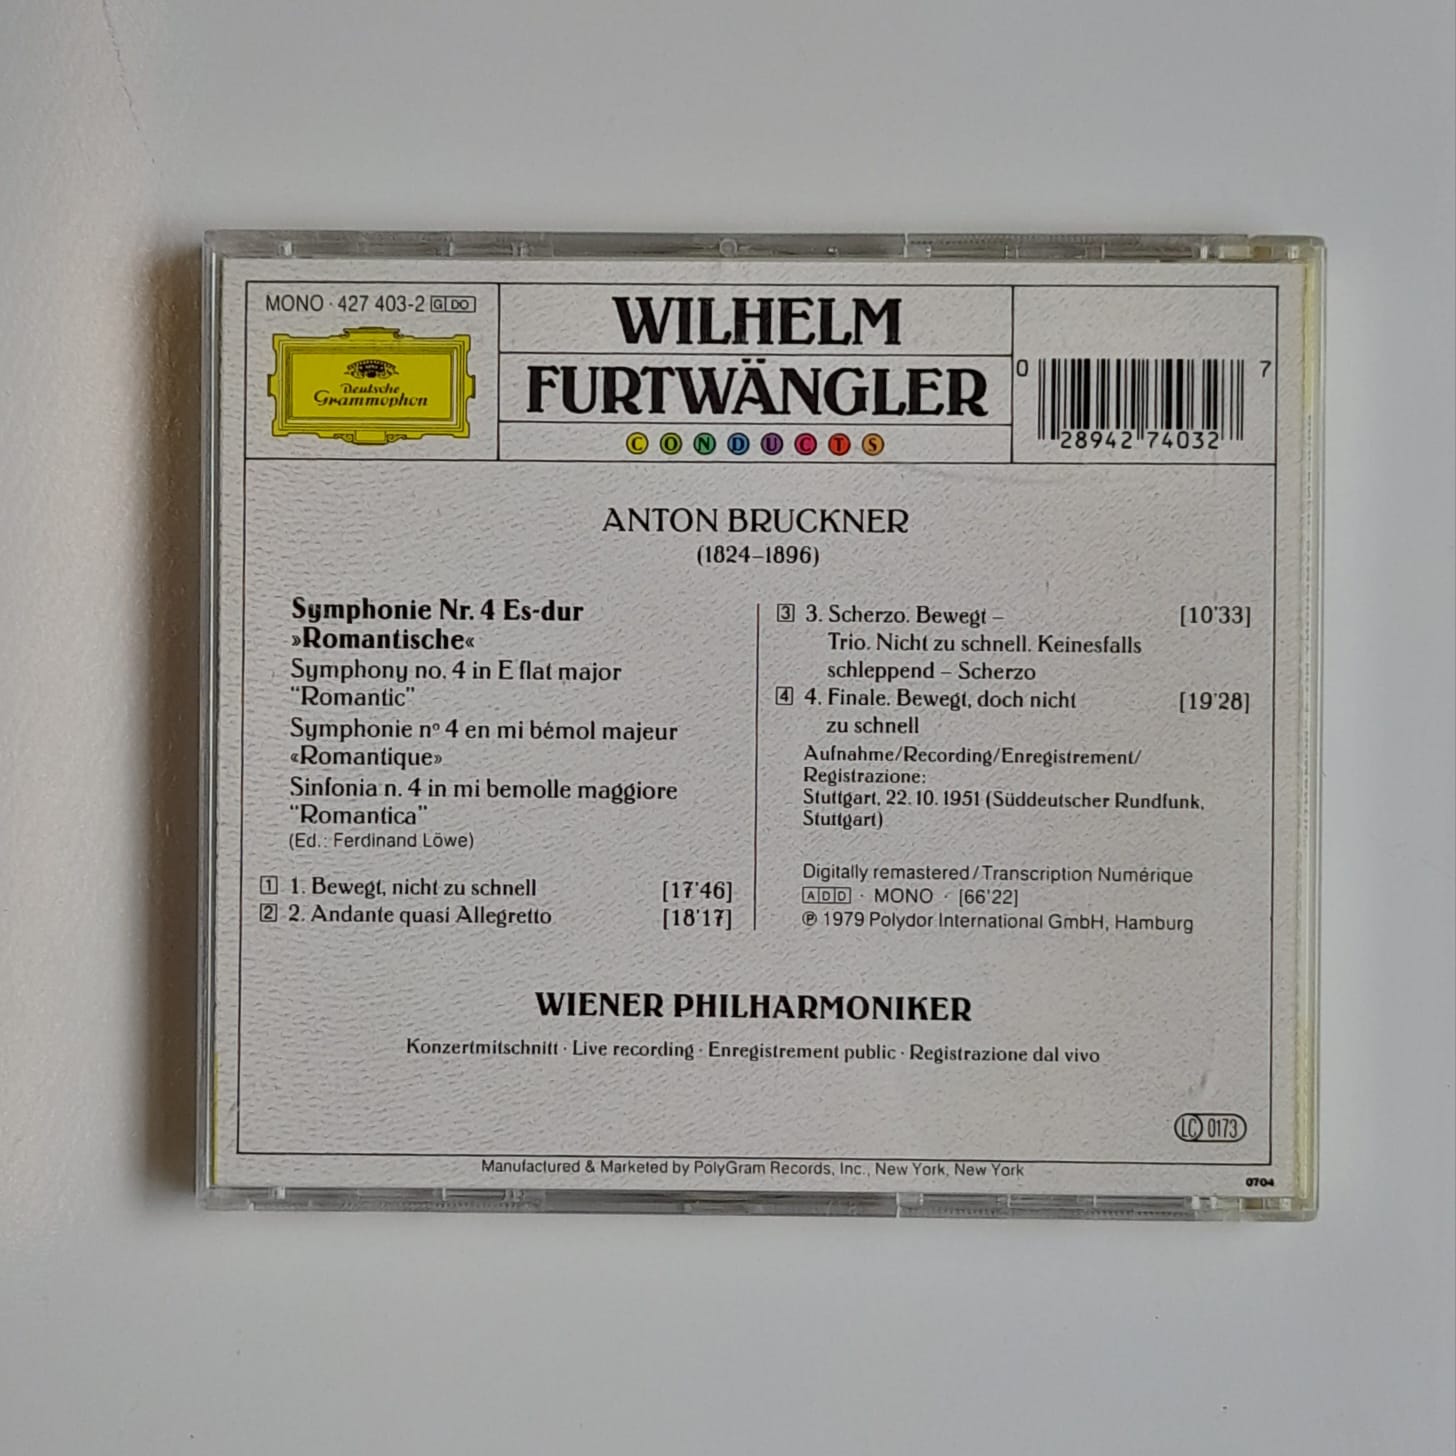 MONO · 427 403-2 G DO
Deutsche
Grammophon
WILHELM
FURTWÄNGLER
CONDUCTS
0 28942 74032 7
ANTON BRUCKNER
(1824–1896)
Symphonie Nr. 4 Es-dur
»Romantische«
Symphony no. 4 in E flat major
“Romantic”
Symphonie nº 4 en mi bémol majeur
«Romantique»
Sinfonia n. 4 in mi bemolle maggiore
“Romantica”
(Ed.: Ferdinand Löwe)
1 1. Bewegt, nicht zu schnell [17'46]
2 2. Andante quasi Allegretto [18'17]
3 3. Scherzo. Bewegt – [10'33]
Trio. Nicht zu schnell. Keinesfalls
schleppend – Scherzo
4 4. Finale. Bewegt, doch nicht [19'28]
zu schnell
Aufnahme/Recording/Enregistrement/
Registrazione:
Stuttgart, 22. 10. 1951 (Süddeutscher Rundfunk,
Stuttgart)
Digitally remastered / Transcription Numérique
ADD · MONO · [66'22]
℗ 1979 Polydor International GmbH, Hamburg
WIENER PHILHARMONIKER
Konzertmitschnitt · Live recording · Enregistrement public · Registrazione dal vivo
LC 0173
Manufactured & Marketed by PolyGram Records, Inc., New York, New York
0704